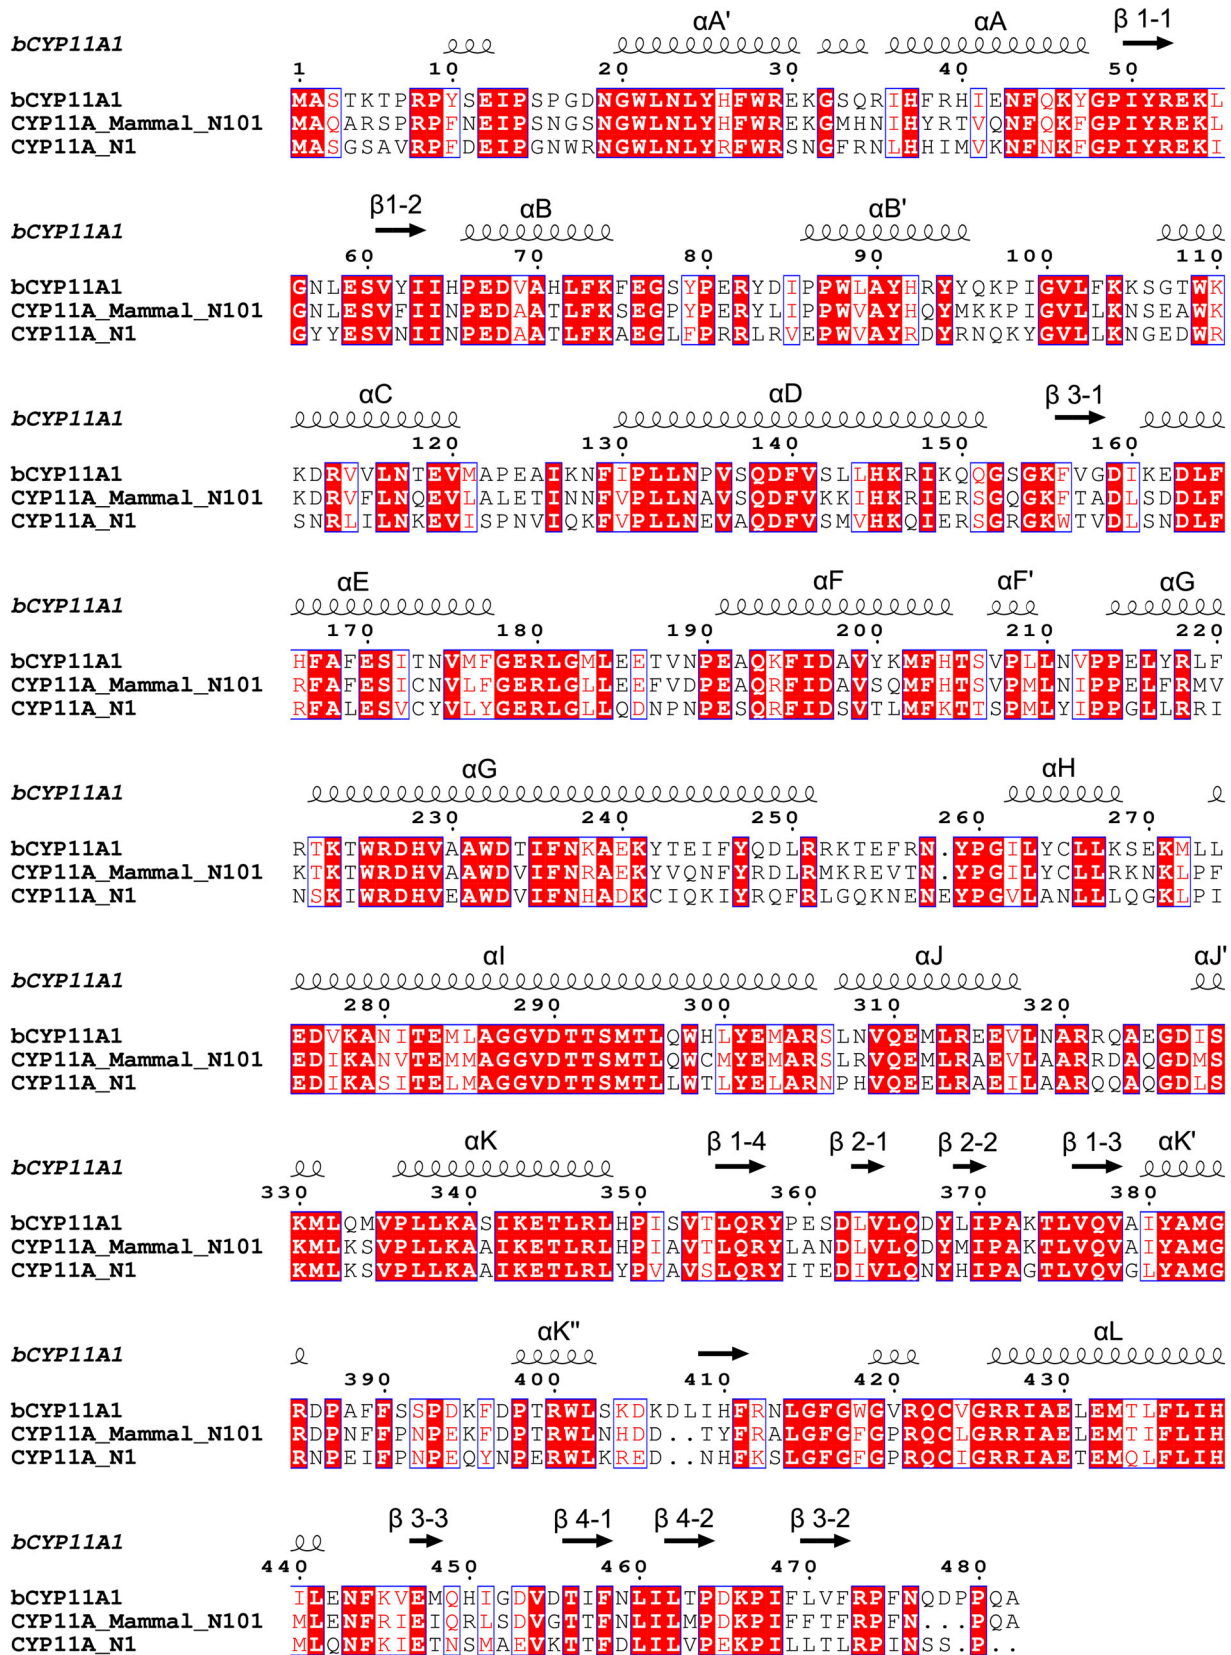 αA' αA β 1-1
bCYP11A1
1 10 20 30 40 50
bCYP11A1 MASTKTPRPYSEIPSPGDNGWLNLYHFWREKGSQRIHFRHIENFQKYGPIYREKL
CYP11A_Mammal_N101 MAQARSPRPFNEIPSNGSNGWLNLYHFWREKGMHNIHYRTVQNFQKFGPIYREKL
CYP11A_N1 MASGSAVRPFDEIPGNWRNGWLNLYRFWRSNGFRNLHHIMVKNFNKFGPIYREKI
β1-2 αB αB'
bCYP11A1
60 70 80 90 100 110
bCYP11A1 GNLESVYIIHPEDVAHLFKFEGSYPERYDIPPWLAYHRYYQKPIGVLFKKSGTWK
CYP11A_Mammal_N101 GNLESVFIINPEDAATLFKSEGPYPERYLIPPWVAYHQYMKKPIGVLLKNSEAWK
CYP11A_N1 GYYESVNIINPEDAATLFKAEGLFPRRLRVEPWVAYRDYRNQKYGVLLKNGEDWR
αC αD β 3-1
bCYP11A1
120 130 140 150 160
bCYP11A1 KDRVVLNTEVMAPEAIKNFIPLLNPVSQDFVSLLHKRIKQQGSGKFVGDIKEDLF
CYP11A_Mammal_N101 KDRVFLNQEVLALETINNFVPLLNAVSQDFVKKIHKRIERSGQGKFTADLSDDLF
CYP11A_N1 SNRLILNKEVISPNVIQKFVPLLNEVAQDFVSMVHKQIERSGRGKWTVDLSNDLF
αE αF αF' αG
bCYP11A1
170 180 190 200 210 220
bCYP11A1 HFAFESITNVMFGERLGMLEETVNPEAQKFIDAVYKMFHTSVPLLNVPPELYRLF
CYP11A_Mammal_N101 RFAFESICNVLFGERLGLLEEFVDPEAQRFIDAVSQMFHTSVPMLNIPPELFRMV
CYP11A_N1 RFALESVCYVLYGERLGLLQDNPNPESQRFIDSVTLMFKTTSPMLYIPPGLLRRI
αG αH
bCYP11A1
230 240 250 260 270
bCYP11A1 RTKTWRDHVAAWDTIFNKAEKYTEIFYQDLRRKTEFRN.YPGILYCLLKSEKMLL
CYP11A_Mammal_N101 KTKTWRDHVAAWDVIFNRAEKYVQNFYRDLRMKREVTN.YPGILYCLLRKNKLPF
CYP11A_N1 NSKIWRDHVEAWDVIFNHADKCIQKIYRQFRLGQKNENEYPGVLANLLLQGKLPI
αI αJ αJ'
bCYP11A1
280 290 300 310 320
bCYP11A1 EDVKANITEMLAGGVDTTSMTLQWHLYEMARSLNVQEMLREEVLNARRQAEGDIS
CYP11A_Mammal_N101 EDIKANVTEMMAGGVDTTSMTLQWCMYEMARSLRVQEMLRAEVLAARRDAQGDMS
CYP11A_N1 EDIKASITELMAGGVDTTSMTLLWTLYELARNPHVQEELRAEILAARQQAQGDLS
αK β 1-4 β 2-1 β 2-2 β 1-3 αK'
bCYP11A1
330 340 350 360 370 380
bCYP11A1 KMLQMVPLLKASIKETLRLHPISVTLQRYPESDLVLQDYLIPAKTLVQVAIYAMG
CYP11A_Mammal_N101 KMLKSVPLLKAAIKETLRLHPIAVTLQRYLANDLVLQDYMIPAKTLVQVAIYAMG
CYP11A_N1 KMLKSVPLLKAAIKETLRLYPVAVSLQRYITEDIVLQNYHIPAGTLVQVGLYAMG
αK'' αL
bCYP11A1
390 400 410 420 430
bCYP11A1 RDPAFFSSPDKFDPTRWLSKDKDLIHFRNLGFGWGVRQCVGRRIAELEMTLFLIH
CYP11A_Mammal_N101 RDPNFFPNPEKFDPTRWLNHDD..TYFRALGFGFGPRQCLGRRIAELEMTIFLIH
CYP11A_N1 RNPEIFPNPEQYNPERWLKRED..NHFKSLGFGFGPRQCIGRRIAETEMQLFLIH
β 3-3 β 4-1 β 4-2 β 3-2
bCYP11A1
440 450 460 470 480
bCYP11A1 ILENFKVEMQHIGDVDTIFNLILTPDKPIFLVFRPFNQDPPQA
CYP11A_Mammal_N101 MLENFRIEIQRLSDVGTTFNLILMPDKPIFFTFRPFN...PQA
CYP11A_N1 MLQNFKIETNSMAEVKTTFDLILVPEKPILLTLRPINSS.P..